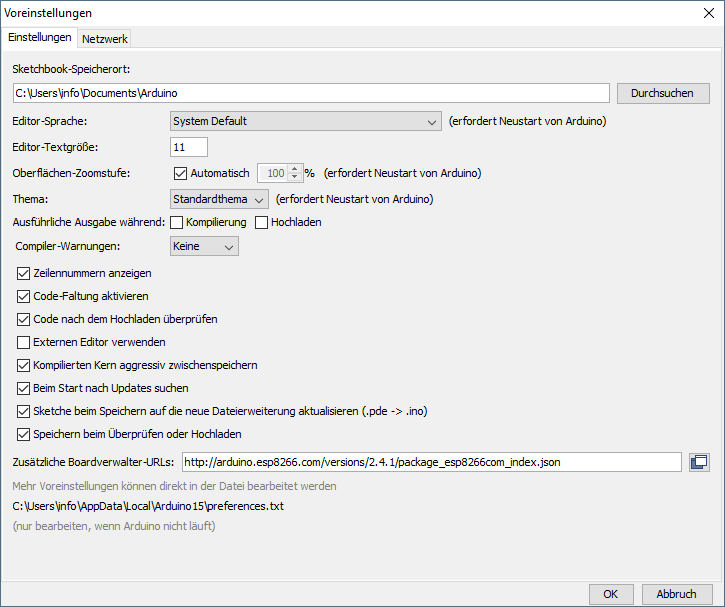 Voreinstellungen
Einstellungen Netzwerk
Sketchbook-Speicherort:
C:\Users\info\Documents\Arduino Durchsuchen
Editor-Sprache: System Default (erfordert Neustart von Arduino)
Editor-Textgröße: 11
Oberflächen-Zoomstufe: Automatisch 100 % (erfordert Neustart von Arduino)
Thema: Standardthema (erfordert Neustart von Arduino)
Ausführliche Ausgabe während: Kompilierung Hochladen
Compiler-Warnungen: Keine
Zeilennummern anzeigen
Code-Faltung aktivieren
Code nach dem Hochladen überprüfen
Externen Editor verwenden
Kompilierten Kern aggressiv zwischenspeichern
Beim Start nach Updates suchen
Sketche beim Speichern auf die neue Dateierweiterung aktualisieren (.pde -> .ino)
Speichern beim Überprüfen oder Hochladen
Zusätzliche Boardverwalter-URLs: http://arduino.esp8266.com/versions/2.4.1/package_esp8266com_index.json
Mehr Voreinstellungen können direkt in der Datei bearbeitet werden
C:\Users\info\AppData\Local\Arduino15\preferences.txt
(nur bearbeiten, wenn Arduino nicht läuft)
OK Abbruch